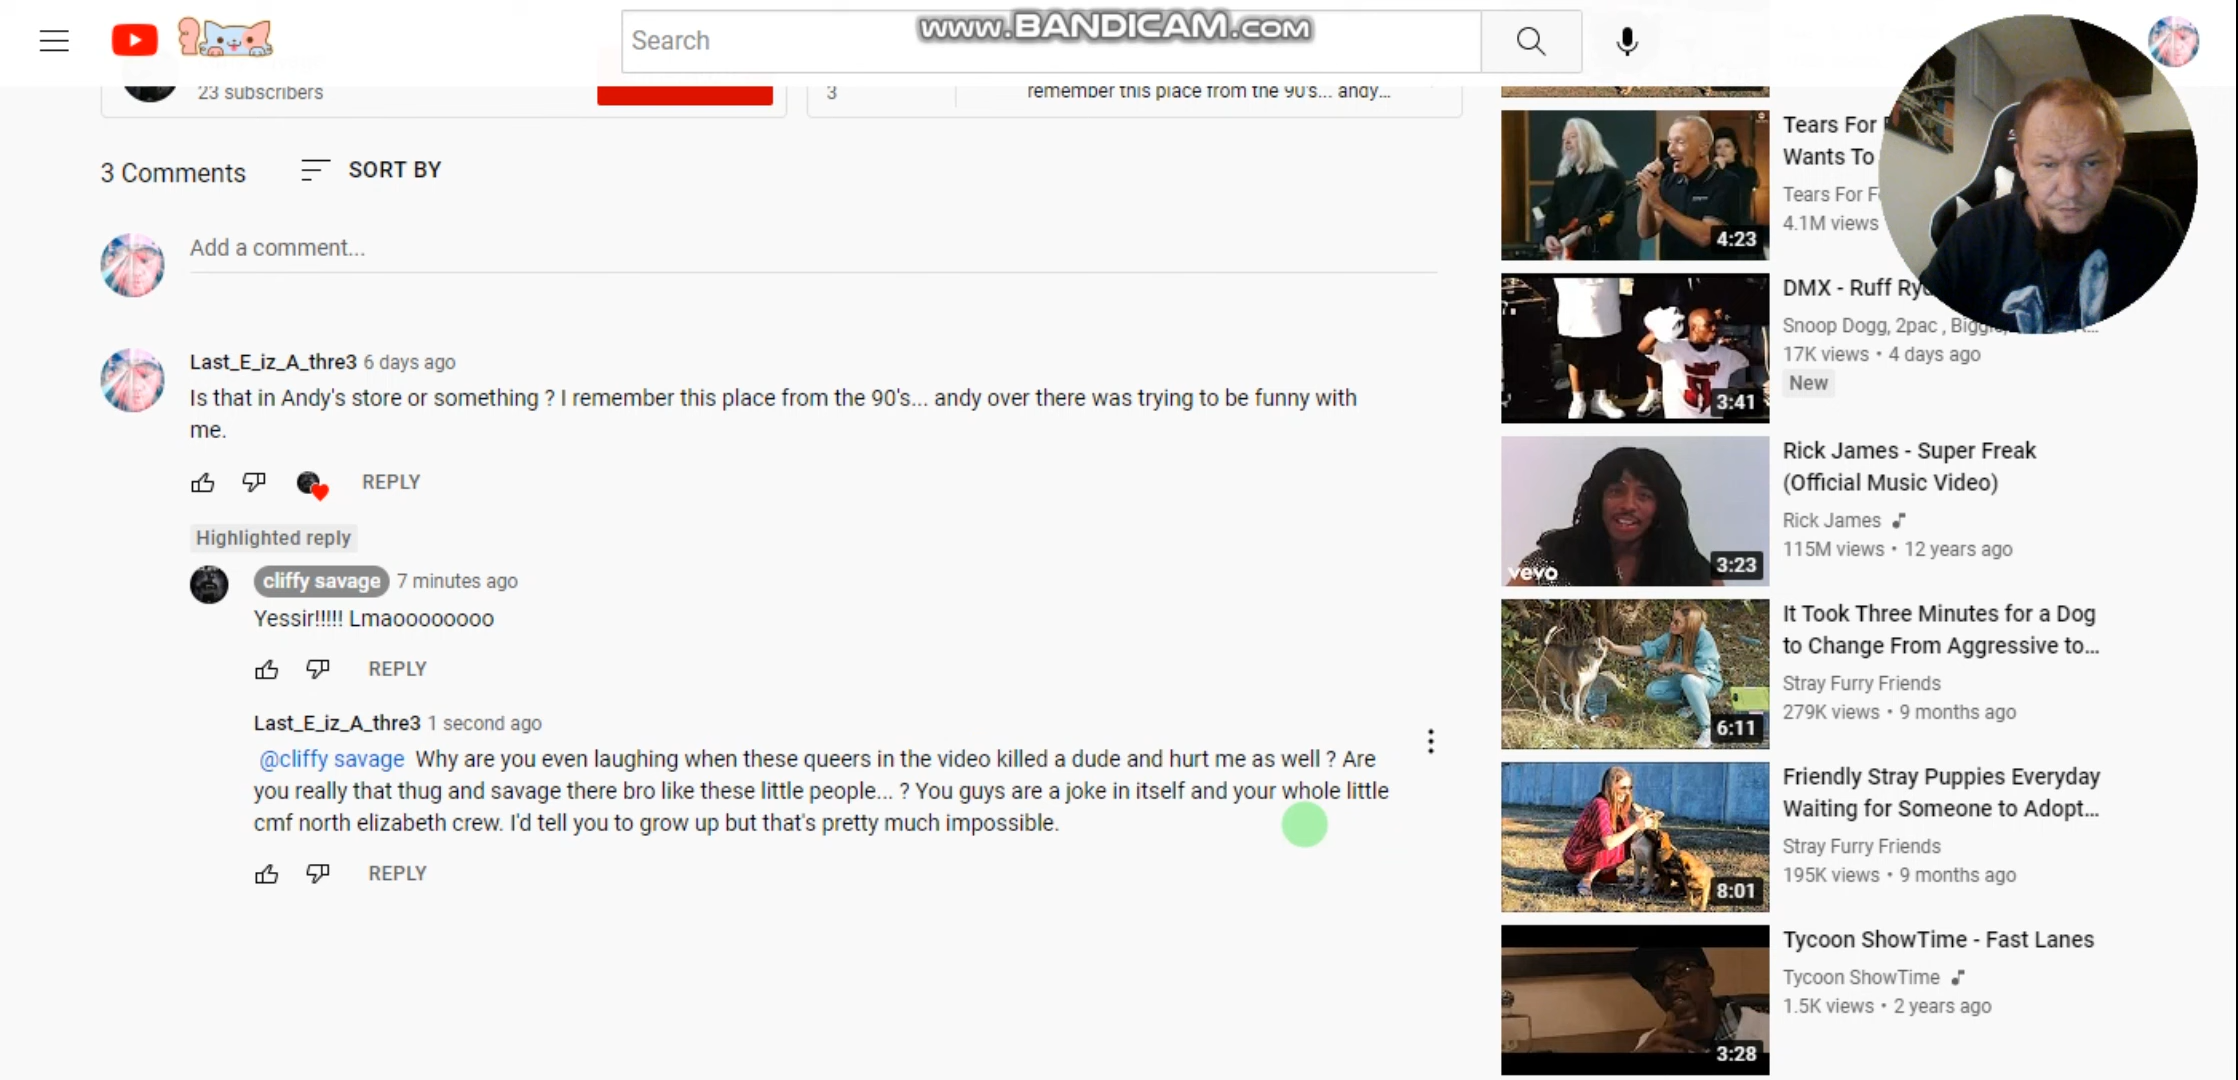 Search
www.BANDICAM.com
23 subscribers
3
remember this place from the 90's... andy...
3 Comments
SORT BY
Add a comment...
Last_E_iz_A_thre3 6 days ago
Is that in Andy's store or something ? I remember this place from the 90's... andy over there was trying to be funny with
me.
REPLY
Highlighted reply
cliffy savage 7 minutes ago
Yessir!!!!! Lmaoooooooo
REPLY
Last_E_iz_A_thre3 1 second ago
@cliffy savage Why are you even laughing when these queers in the video killed a dude and hurt me as well ? Are
you really that thug and savage there bro like these little people... ? You guys are a joke in itself and your whole little
cmf north elizabeth crew. I'd tell you to grow up but that's pretty much impossible.
REPLY
4:23
Tears For
Wants To
Tears For
4.1M views
3:41
DMX - Ruff
Snoop Dogg, 2pac ,
17K views • 4 days ago
New
vevo
3:23
Rick James - Super Freak
(Official Music Video)
Rick James
115M views • 12 years ago
6:11
It Took Three Minutes for a Dog
to Change From Aggressive to...
Stray Furry Friends
279K views • 9 months ago
8:01
Friendly Stray Puppies Everyday
Waiting for Someone to Adopt...
Stray Furry Friends
195K views • 9 months ago
3:28
Tycoon ShowTime - Fast Lanes
Tycoon ShowTime
1.5K views • 2 years ago